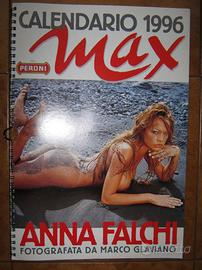 CALENDARIO 1996
PERONI
max
ANNA FALCHI
FOTOGRAFATA DA MARCO GLAVIANO